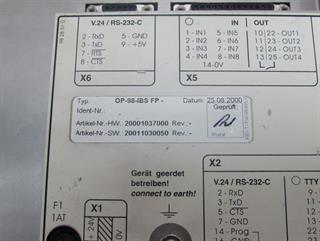 V.24 / RS-232-C
2 - RxD 5 - GND
3 - TxD 9 - +5V
7 - RTS
8 - CTS
X6
IN OUT
1 - IN1 5 - IN5 10 22 - OUT1
2 - IN2 6 - IN6 11 23 - OUT2
3 - IN3 7 - IN7 12 24 - OUT3
4 - IN4 8 - IN8 13 25 - OUT4
14 - 0V
X5
Typ: OP-98-IBS FP - Datum: 25.08.2000
Ident-Nr.: - Geprüft
Artikel-Nr.-HW.: 20001037000 Rev.: -
Artikel-Nr.-SW.: 20011030050 Rev.: -
X2
Gerät geerdet
betreiben!
connect to earth!
V.24 / RS-232-C TTY
2 - RxD
3 - TxD
5 - CTS
7 - GND
14 - Prog
16 - GND
X1
+ 24V
0V
F1
1AT